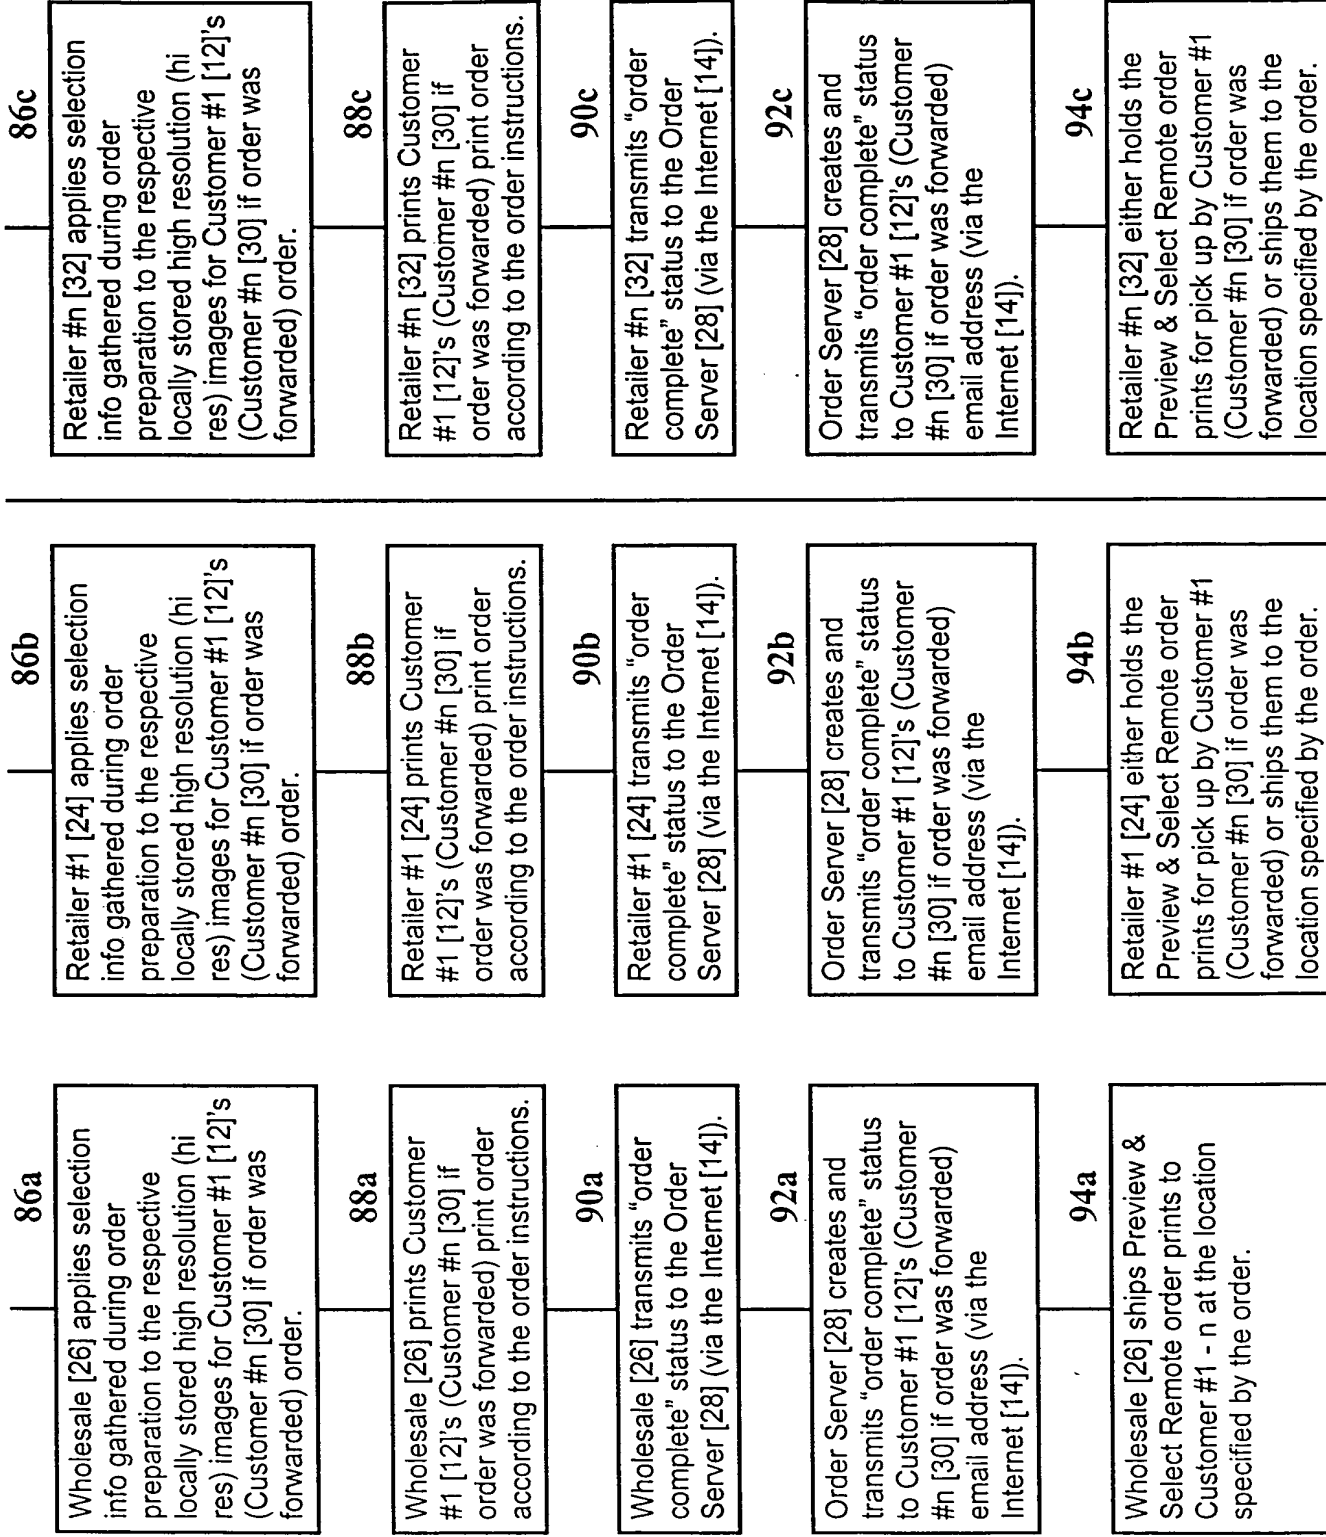 86a
Wholesale [26] applies selection
info gathered during order
preparation to the respective
locally stored high resolution (hi
res) images for Customer #1 [12]'s
(Customer #n [30] if order was
forwarded) order.
88a
Wholesale [26] prints Customer
#1 [12]'s (Customer #n [30] if
order was forwarded) print order
according to the order instructions.
90a
Wholesale [26] transmits “order
complete” status to the Order
Server [28] (via the Internet [14]).
92a
Order Server [28] creates and
transmits “order complete” status
to Customer #1 [12]'s (Customer
#n [30] if order was forwarded)
email address (via the
Internet [14]).
94a
Wholesale [26] ships Preview &
Select Remote order prints to
Customer #1 - n at the location
specified by the order.
86b
Retailer #1 [24] applies selection
info gathered during order
preparation to the respective
locally stored high resolution (hi
res) images for Customer #1 [12]'s
(Customer #n [30] if order was
forwarded) order.
88b
Retailer #1 [24] prints Customer
#1 [12]'s (Customer #n [30] if
order was forwarded) print order
according to the order instructions.
90b
Retailer #1 [24] transmits “order
complete” status to the Order
Server [28] (via the Internet [14]).
92b
Order Server [28] creates and
transmits “order complete” status
to Customer #1 [12]'s (Customer
#n [30] if order was forwarded)
email address (via the
Internet [14]).
94b
Retailer #1 [24] either holds the
Preview & Select Remote order
prints for pick up by Customer #1
(Customer #n [30] if order was
forwarded) or ships them to the
location specified by the order.
86c
Retailer #n [32] applies selection
info gathered during order
preparation to the respective
locally stored high resolution (hi
res) images for Customer #1 [12]'s
(Customer #n [30] if order was
forwarded) order.
88c
Retailer #n [32] prints Customer
#1 [12]'s (Customer #n [30] if
order was forwarded) print order
according to the order instructions.
90c
Retailer #n [32] transmits “order
complete” status to the Order
Server [28] (via the Internet [14]).
92c
Order Server [28] creates and
transmits “order complete” status
to Customer #1 [12]'s (Customer
#n [30] if order was forwarded)
email address (via the
Internet [14]).
94c
Retailer #n [32] either holds the
Preview & Select Remote order
prints for pick up by Customer #1
(Customer #n [30] if order was
forwarded) or ships them to the
location specified by the order.